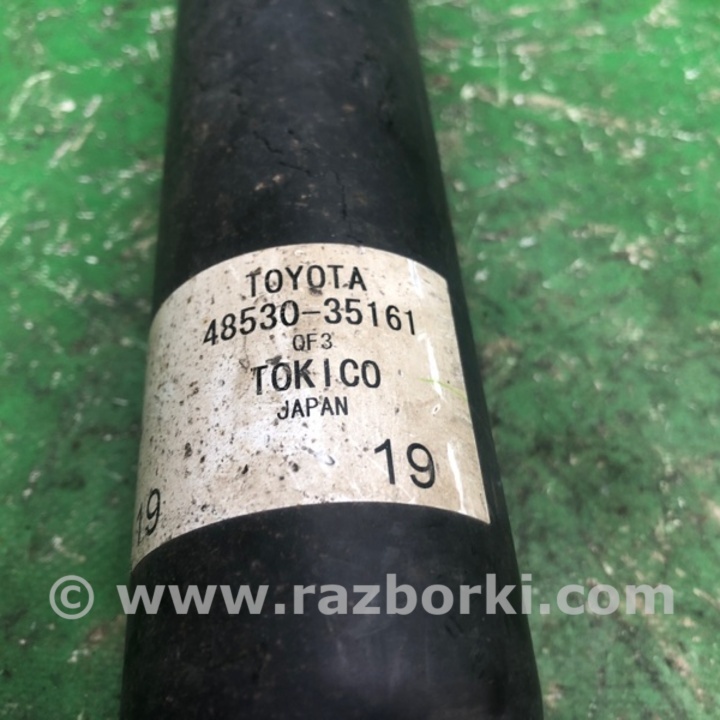 TOYOTA
48530-35161
QF3
TOKICO
JAPAN
19
19
© www.razborki.com